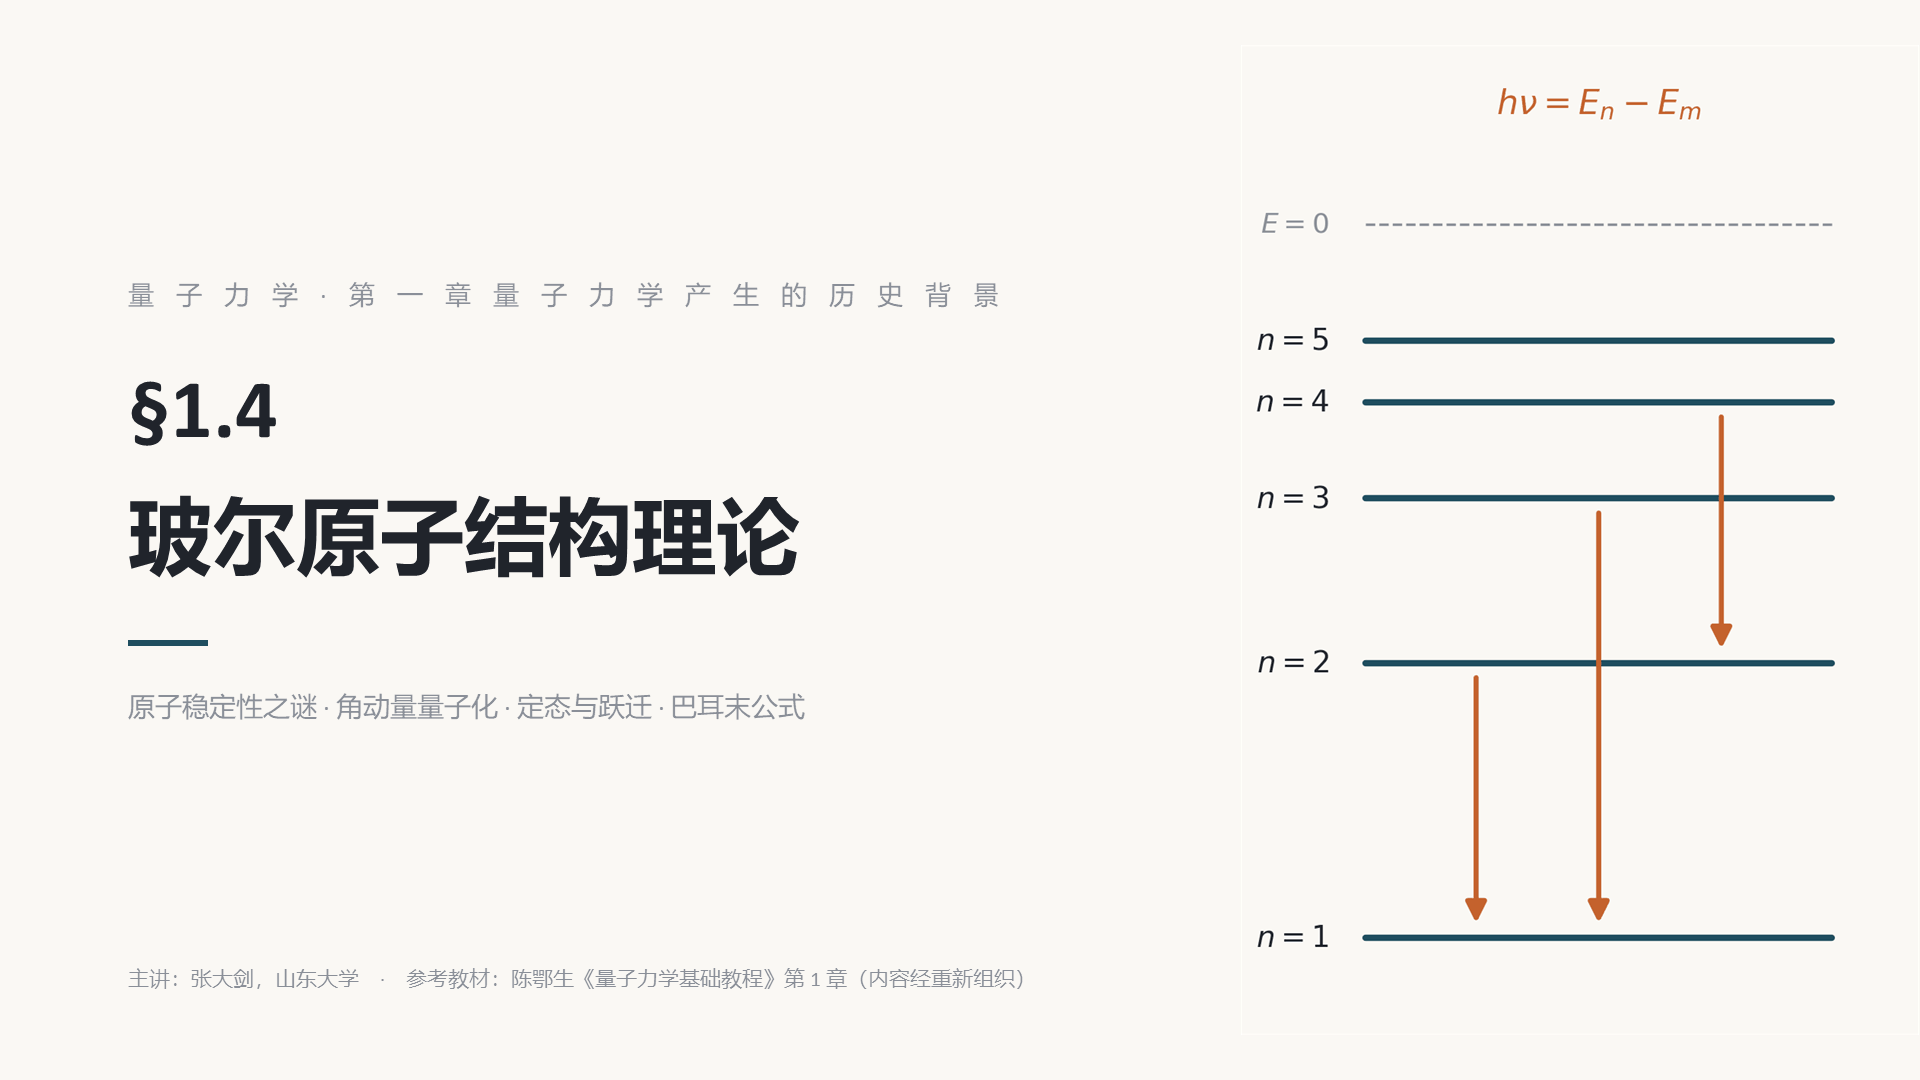 量子力学·第一章量子力学产生的历史背景
§1.4
玻尔原子结构理论
原子稳定性之谜·角动量量子化·定态与跃迁·巴耳末公式
主讲：张大剑，山东大学 · 参考教材：陈鄂生《量子力学基础教程》第 1 章（内容经重新组织）
hν = Eₙ − Eₘ
E = 0
n = 5
n = 4
n = 3
n = 2
n = 1